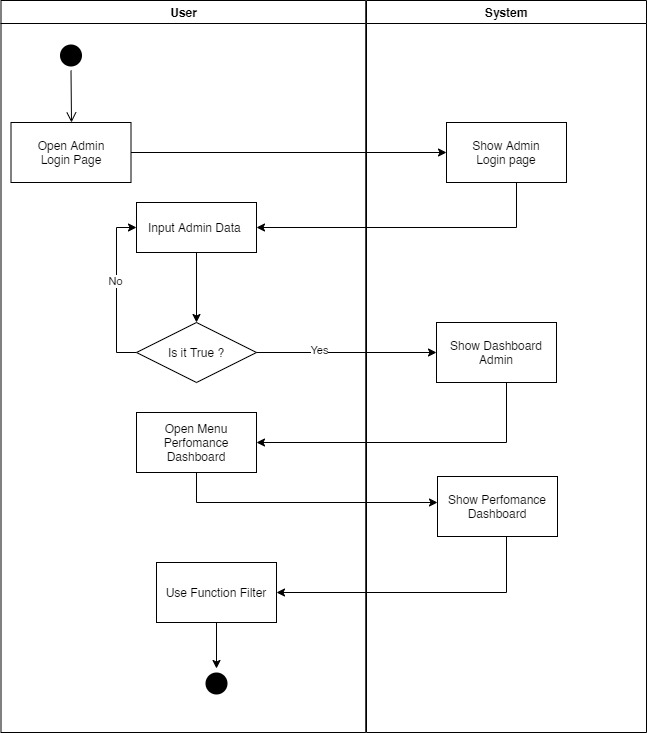 User
System
Open Admin
Login Page
Show Admin
Login page
Input Admin Data
No
Is it True ?
Yes
Show Dashboard
Admin
Open Menu
Perfomance
Dashboard
Show Perfomance
Dashboard
Use Function Filter